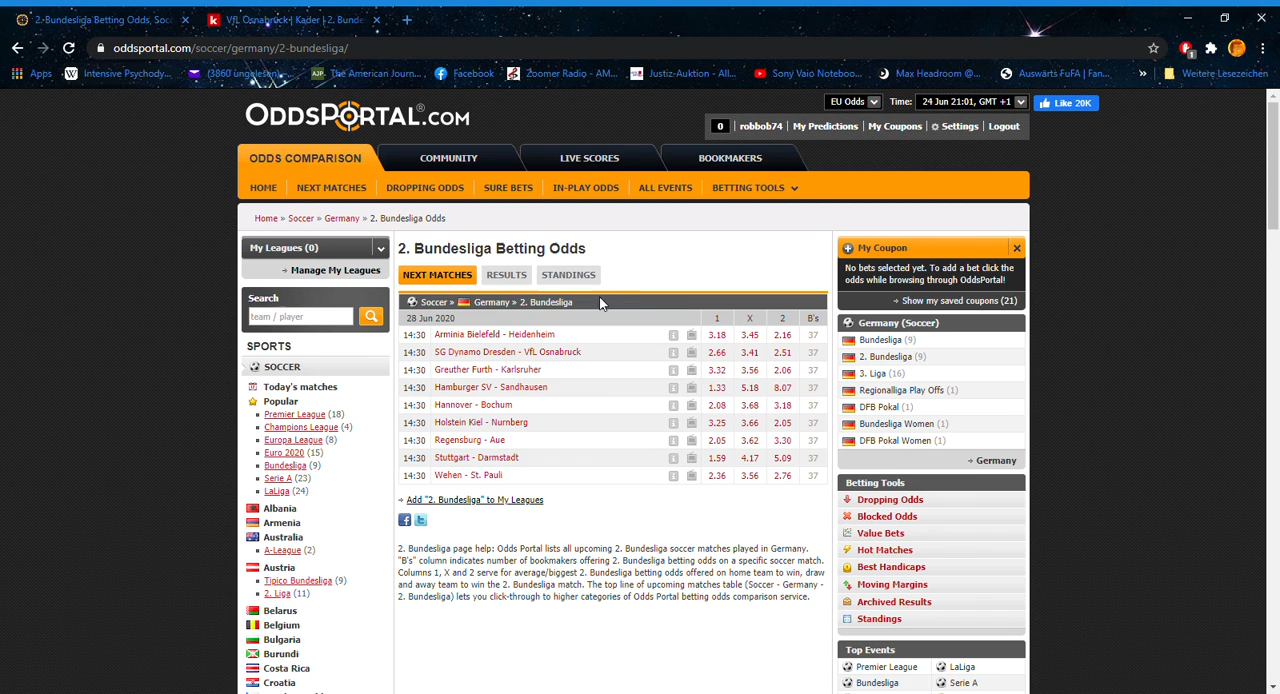 2. Bundesliga Betting Odds, Soc
VfL Osnabrück | Kader | 2. Bunde
oddsportal.com/soccer/germany/2-bundesliga/
Apps Intensive Psychody... (3860 ungelesen) The American Journ... Facebook Zoomer Radio - AM... Justiz-Auktion - All... Sony Vaio Noteboo... Max Headroom @... Auswärts FuFA | Fan... » Weitere Lesezeichen
1
ODDSPORTAL®.COM
EU Odds Time: 24 Jun 21:01, GMT +1 Like 20K
0 | robbob74 | My Predictions | My Coupons | Settings | Logout
ODDS COMPARISON COMMUNITY LIVE SCORES BOOKMAKERS
HOME NEXT MATCHES DROPPING ODDS SURE BETS IN-PLAY ODDS ALL EVENTS BETTING TOOLS
Home » Soccer » Germany » 2. Bundesliga Odds
My Leagues (0)
Manage My Leagues
Search
team / player
SPORTS
SOCCER
Today's matches
Popular
Premier League (18)
Champions League (4)
Europa League (8)
Euro 2020 (15)
Bundesliga (9)
Serie A (23)
LaLiga (24)
Albania
Armenia
Australia
A-League (2)
Austria
Tipico Bundesliga (9)
2. Liga (11)
Belarus
Belgium
Bulgaria
Burundi
Costa Rica
Croatia
2. Bundesliga Betting Odds
NEXT MATCHES RESULTS STANDINGS
Soccer » Germany » 2. Bundesliga
28 Jun 2020 1 X 2 B's
14:30 Arminia Bielefeld - Heidenheim 3.18 3.45 2.16 37
14:30 SG Dynamo Dresden - VfL Osnabruck 2.66 3.41 2.51 37
14:30 Greuther Furth - Karlsruher 3.32 3.56 2.06 37
14:30 Hamburger SV - Sandhausen 1.33 5.18 8.07 37
14:30 Hannover - Bochum 2.08 3.68 3.18 37
14:30 Holstein Kiel - Nurnberg 3.25 3.66 2.05 37
14:30 Regensburg - Aue 2.05 3.62 3.30 37
14:30 Stuttgart - Darmstadt 1.59 4.17 5.09 37
14:30 Wehen - St. Pauli 2.36 3.56 2.76 37
Add "2. Bundesliga" to My Leagues
2. Bundesliga page help: Odds Portal lists all upcoming 2. Bundesliga soccer matches played in Germany.
"B's" column indicates number of bookmakers offering 2. Bundesliga betting odds on a specific soccer match.
Columns 1, X and 2 serve for average/biggest 2. Bundesliga betting odds offered on home team to win, draw
and away team to win the 2. Bundesliga match. The top line of upcoming matches table (Soccer - Germany -
2. Bundesliga) lets you click-through to higher categories of Odds Portal betting odds comparison service.
My Coupon
No bets selected yet. To add a bet click the
odds while browsing through OddsPortal!
Show my saved coupons (21)
Germany (Soccer)
Bundesliga (9)
2. Bundesliga (9)
3. Liga (16)
Regionalliga Play Offs (1)
DFB Pokal (1)
Bundesliga Women (1)
DFB Pokal Women (1)
Germany
Betting Tools
Dropping Odds
Blocked Odds
Value Bets
Hot Matches
Best Handicaps
Moving Margins
Archived Results
Standings
Top Events
Premier League LaLiga
Bundesliga Serie A